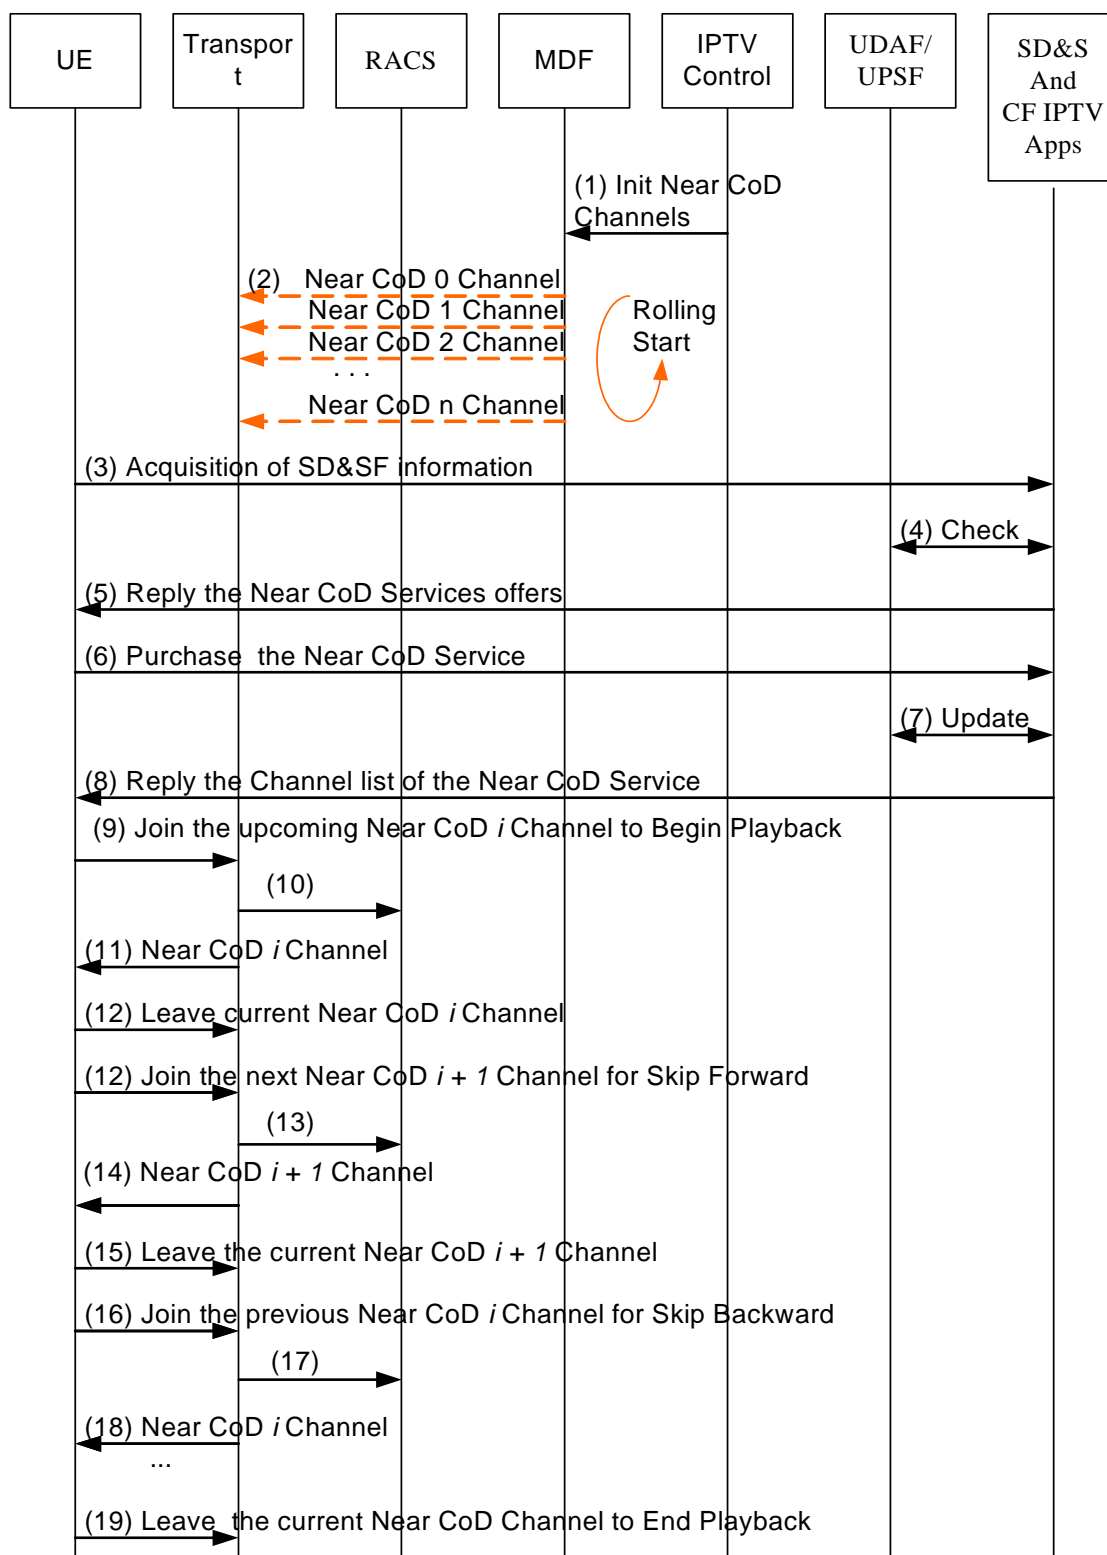 UE
Transpor
t
RACS
MDF
IPTV
Control
UDAF/
UPSF
SD&S
And
CF IPTV
Apps
(1) Init Near CoD
Channels
(2) Near CoD 0 Channel
Near CoD 1 Channel
Near CoD 2 Channel
. . .
Near CoD n Channel
Rolling
Start
(3) Acquisition of SD&SF information
(4) Check
(5) Reply the Near CoD Services offers
(6) Purchase the Near CoD Service
(7) Update
(8) Reply the Channel list of the Near CoD Service
(9) Join the upcoming Near CoD i Channel to Begin Playback
(10)
(11) Near CoD i Channel
(12) Leave current Near CoD i Channel
(12) Join the next Near CoD i + 1 Channel for Skip Forward
(13)
(14) Near CoD i + 1 Channel
(15) Leave the current Near CoD i + 1 Channel
(16) Join the previous Near CoD i Channel for Skip Backward
(17)
(18) Near CoD i Channel
...
(19) Leave the current Near CoD Channel to End Playback